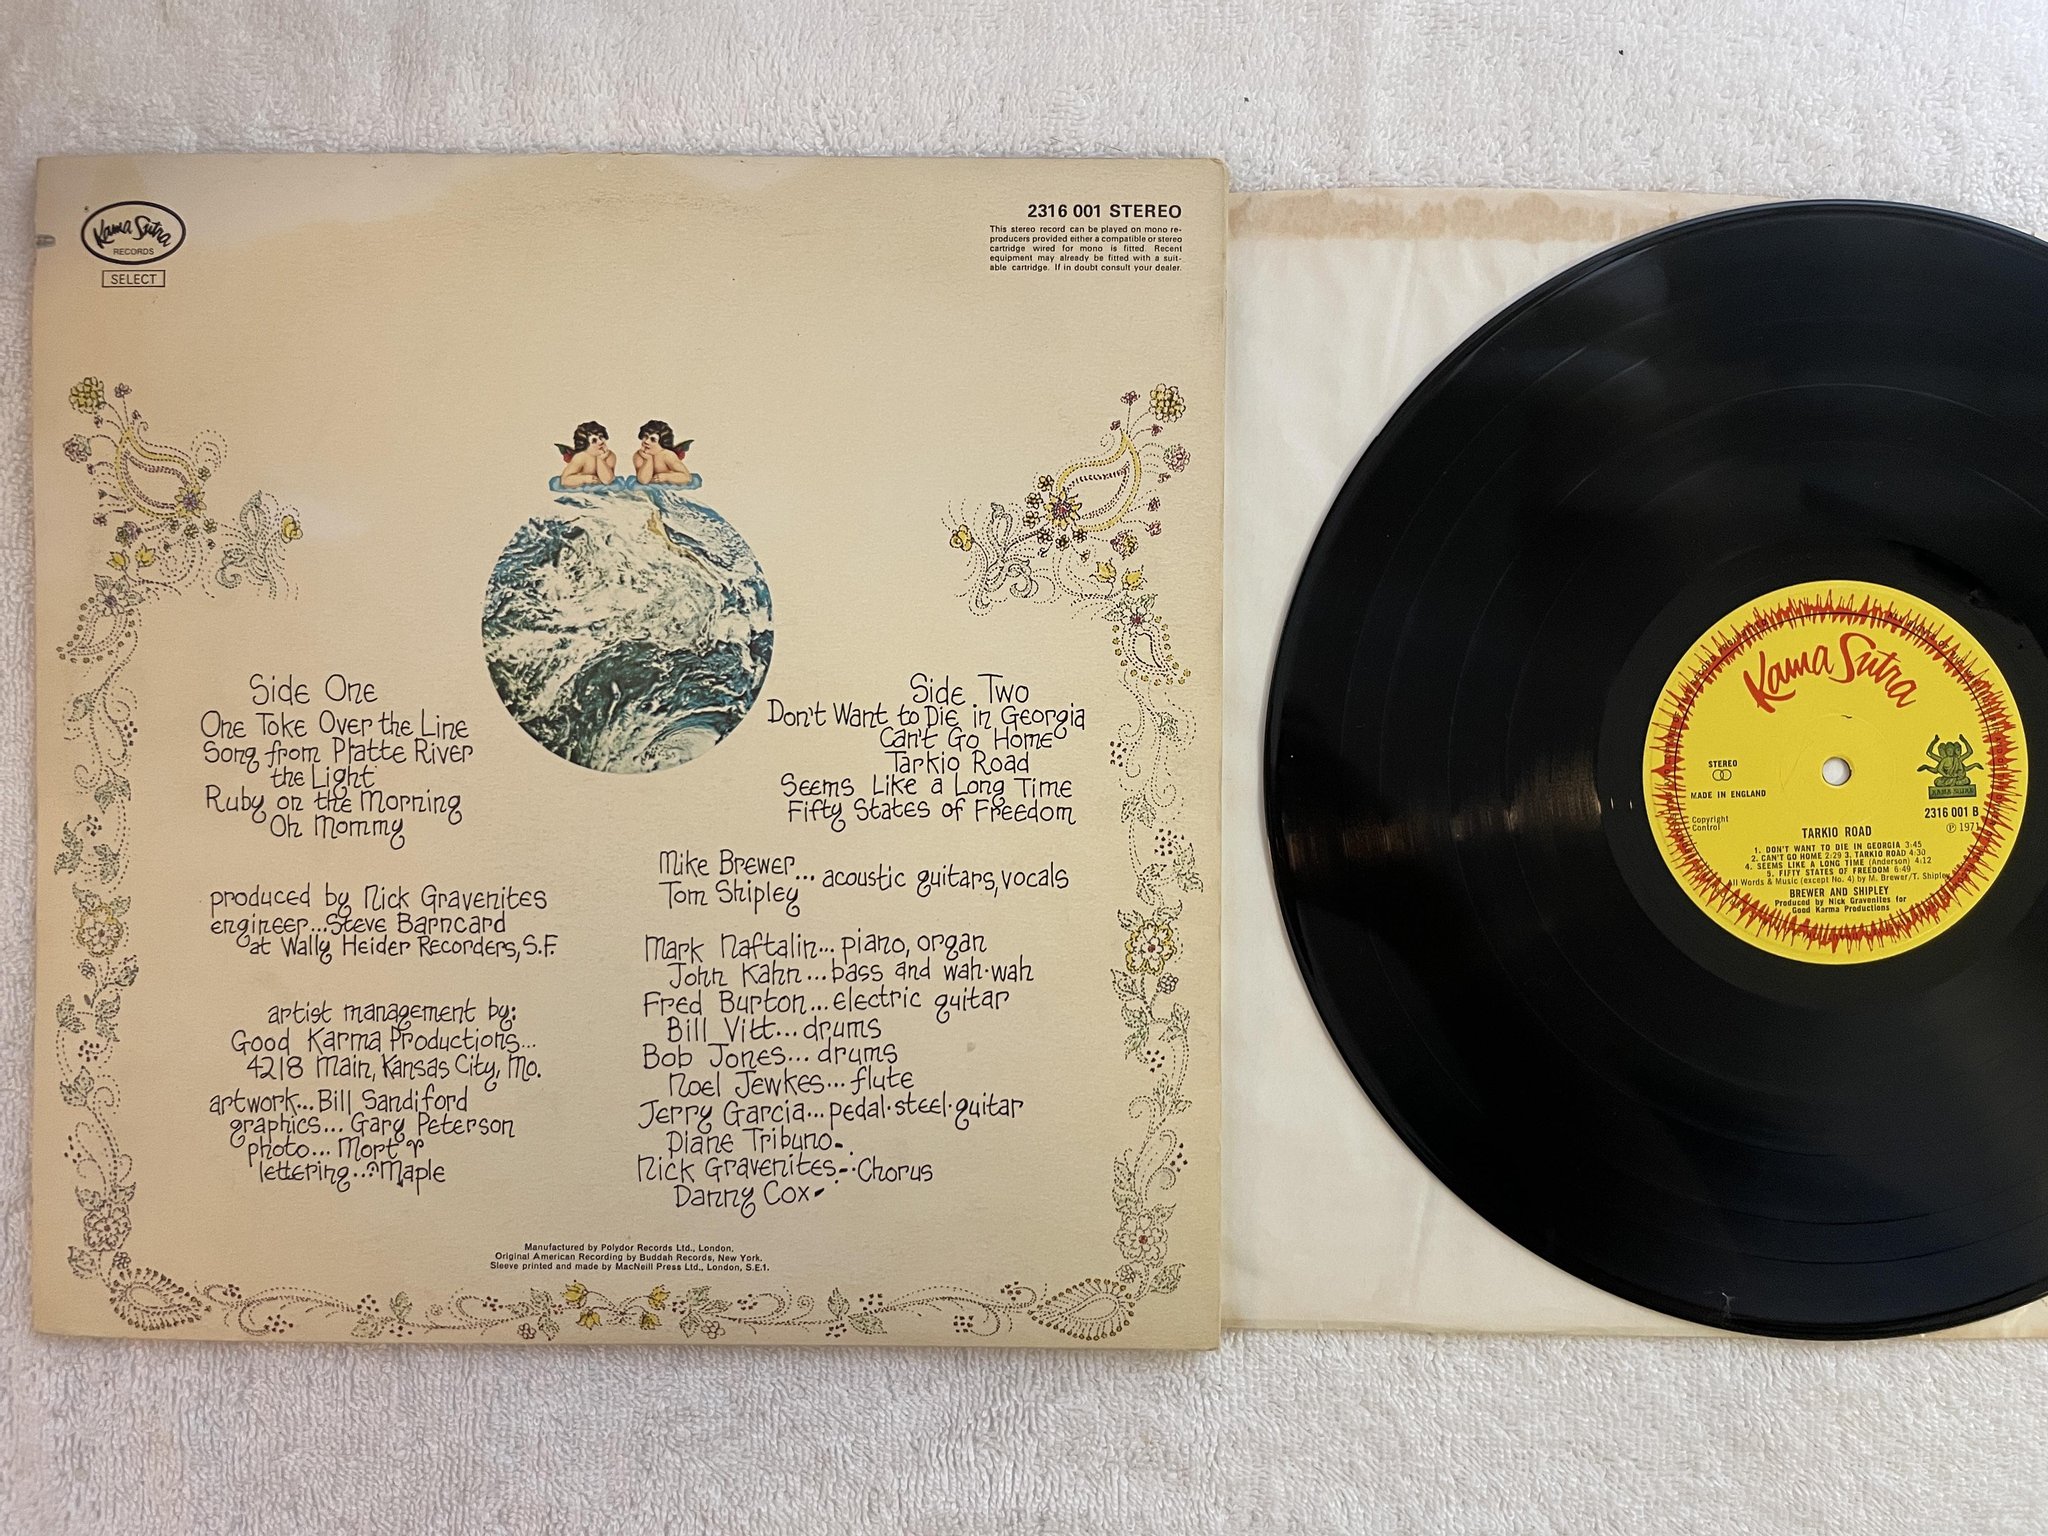 Kama Sutra
RECORDS
SELECT
2316 001 STEREO
This stereo record can be played on mono re-
producers provided either a compatible or stereo
cartridge wired for mono is fitted. Recent
equipment may already be fitted with a suit-
able cartridge. If in doubt consult your dealer.
Side One
One Toke Over the Line
Song from Platte River
the Light
Ruby on the Morning
Oh Mommy
Side Two
Don't Want to Die in Georgia
Can't Go Home
Tarkio Road
Seems Like a Long Time
Fifty States of Freedom
produced by Nick Gravenites
engineer...Steve Barncard
at Wally Heider Recorders, S.F.
artist management by:
Good Karma Productions...
4218 Main, Kansas City, Mo.
artwork...Bill Sandiford
graphics...Gary Peterson
photo...Mort
lettering...Maple
Mike Brewer...
Tom Shipley
acoustic guitars, vocals
Mark Naftalin...piano, organ
John Kahn...bass and wah-wah
Fred Burton...electric guitar
Bill Vitt...drums
Bob Jones...drums
Noel Jewkes...flute
Jerry Garcia...pedal-steel-guitar
Diane Tribuno
Nick Gravenites
Danny Cox
Chorus
Manufactured by Polydor Records Ltd., London.
Original American Recording by Buddah Records, New York.
Sleeve printed and made by MacNeill Press Ltd., London, S.E.1.
Kama Sutra
STEREO
MADE IN ENGLAND
Copyright
Control
KAMA SUTRA
2316 001 B
℗ 1971
TARKIO ROAD
1. DON'T WANT TO DIE IN GEORGIA 3:45
2. CAN'T GO HOME 2:29 3. TARKIO ROAD 4:30
4. SEEMS LIKE A LONG TIME (Anderson) 4:12
5. FIFTY STATES OF FREEDOM 6:49
All Words & Music (except No. 4) by M. Brewer/T. Shipley
BREWER AND SHIPLEY
Produced by Nick Gravenites for
Good Karma Productions